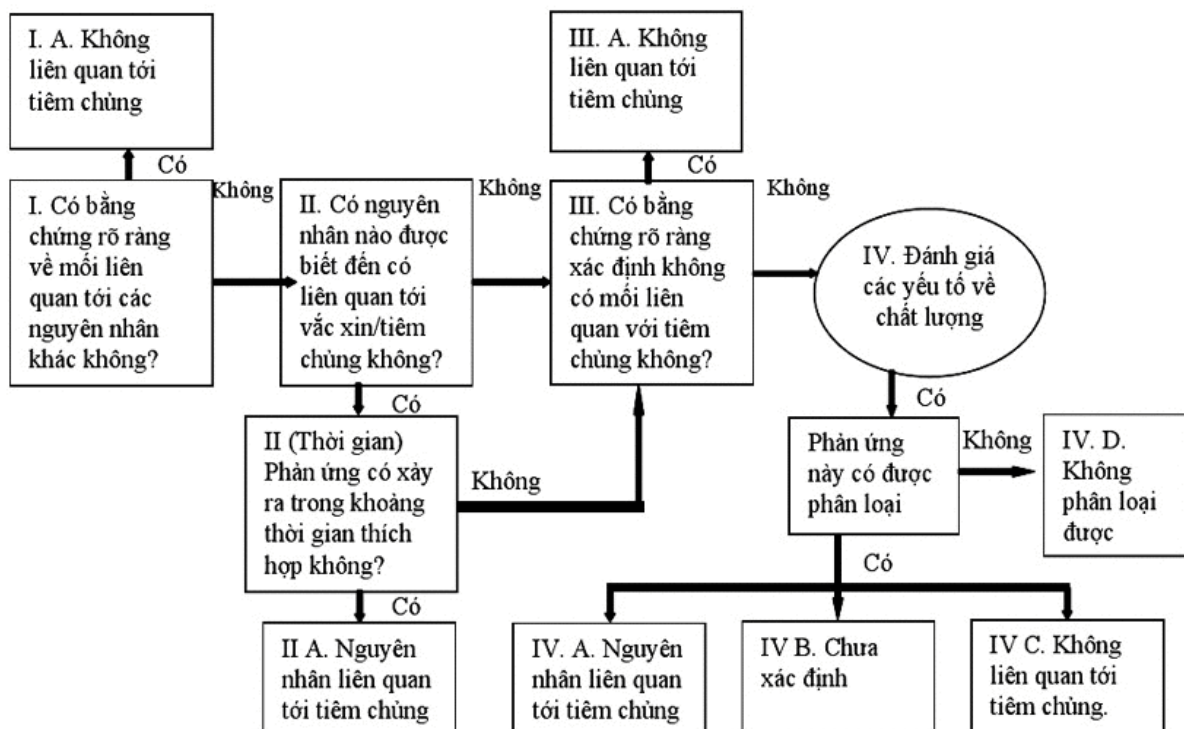 I. A. Không
liên quan tới
tiêm chủng
III. A. Không
liên quan tới
tiêm chủng
Có
Có
Không
Không
Không
I. Có bằng
chứng rõ ràng
về mối liên
quan tới các
nguyên nhân
khác không?
II. Có nguyên
nhân nào được
biết đến có
liên quan tới
vắc xin/tiêm
chủng không?
III. Có bằng
chứng rõ ràng
xác định không
có mối liên
quan với tiêm
chủng không?
IV. Đánh giá
các yếu tố về
chất lượng
Có
Có
II (Thời gian)
Phản ứng có xảy
ra trong khoảng
thời gian thích
hợp không?
Không
Phản ứng
này có được
phân loại
Không
IV. D.
Không
phân loại
được
Có
Có
II A. Nguyên
nhân liên quan
tới tiêm chủng
IV. A. Nguyên
nhân liên quan
tới tiêm chủng
IV B. Chưa
xác định
IV C. Không
liên quan tới
tiêm chủng.